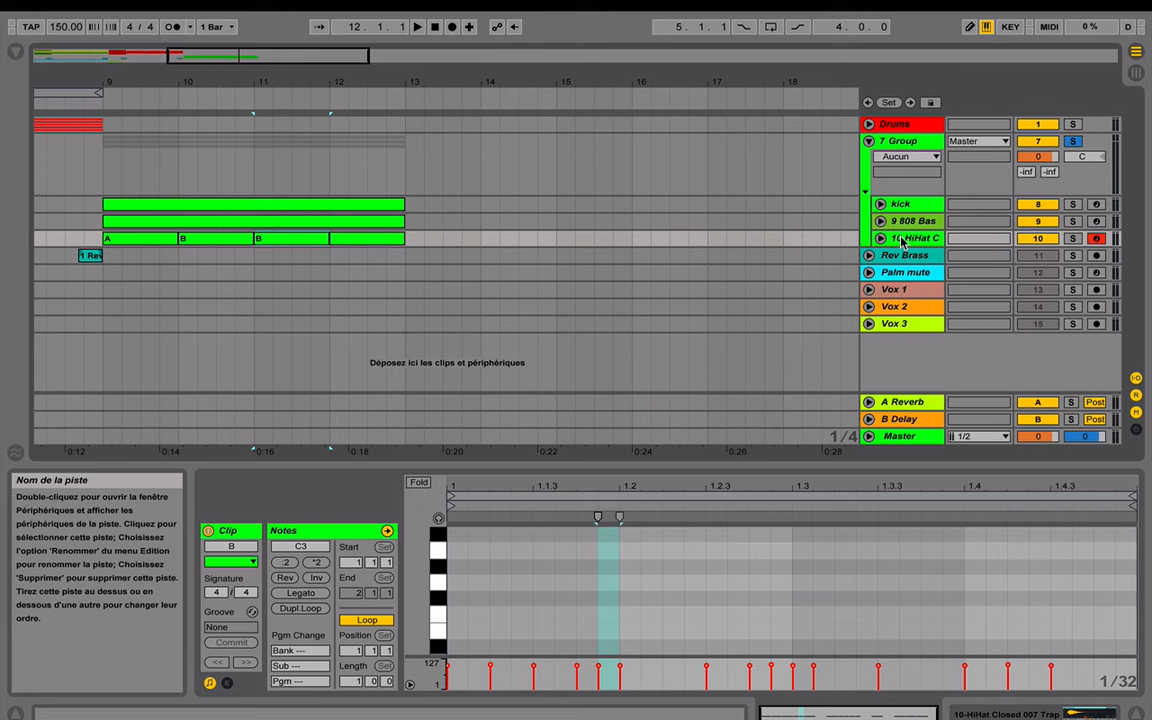 TAP 150.00 4 / 4 1 Bar 12. 1. 1 5. 1. 1 4. 0. 0 KEY MIDI 0 % D
9 10 11 12 13 14 15 16 17 18
Set
Drums 1 S
7 Group Master 7 S
Aucun 0 C
-inf -inf
kick 8 S
9 808 Bas 9 S
A B B 10 HiHat C 10 S
1 Rev Rev Brass 11 S
Palm mute 12 S
Vox 1 13 S
Vox 2 14 S
Vox 3 15 S
Déposez ici les clips et périphériques
A Reverb A S Post
B Delay B S Post
1/4 Master 1/2 0 0
0:12 0:14 0:16 0:18 0:20 0:22 0:24 0:26 0:28
Nom de la piste
Double-cliquez pour ouvrir la fenêtre
Périphériques et afficher les
périphériques de la piste. Cliquez pour
sélectionner cette piste; Choisissez
l'option 'Renommer' du menu Edition
pour renommer la piste; Choisissez
'Supprimer' pour supprimer cette piste.
Tirez cette piste au dessus ou en
dessous d'une autre pour changer leur
ordre.
Clip
B
Signature
4 / 4
Groove
None
Commit
<< >>
Notes
C3
:2 *2
Rev Inv
Legato
Dupl.Loop
Pgm Change
Bank ---
Sub ---
Pgm ---
Start Set
1 1 1
End Set
2 1 1
Loop
Position Set
1 1 1
Length Set
1 0 0
Fold
1 1.1.3 1.2 1.2.3 1.3 1.3.3 1.4 1.4.3
127
1
1/32
10-HiHat Closed 007 Trap